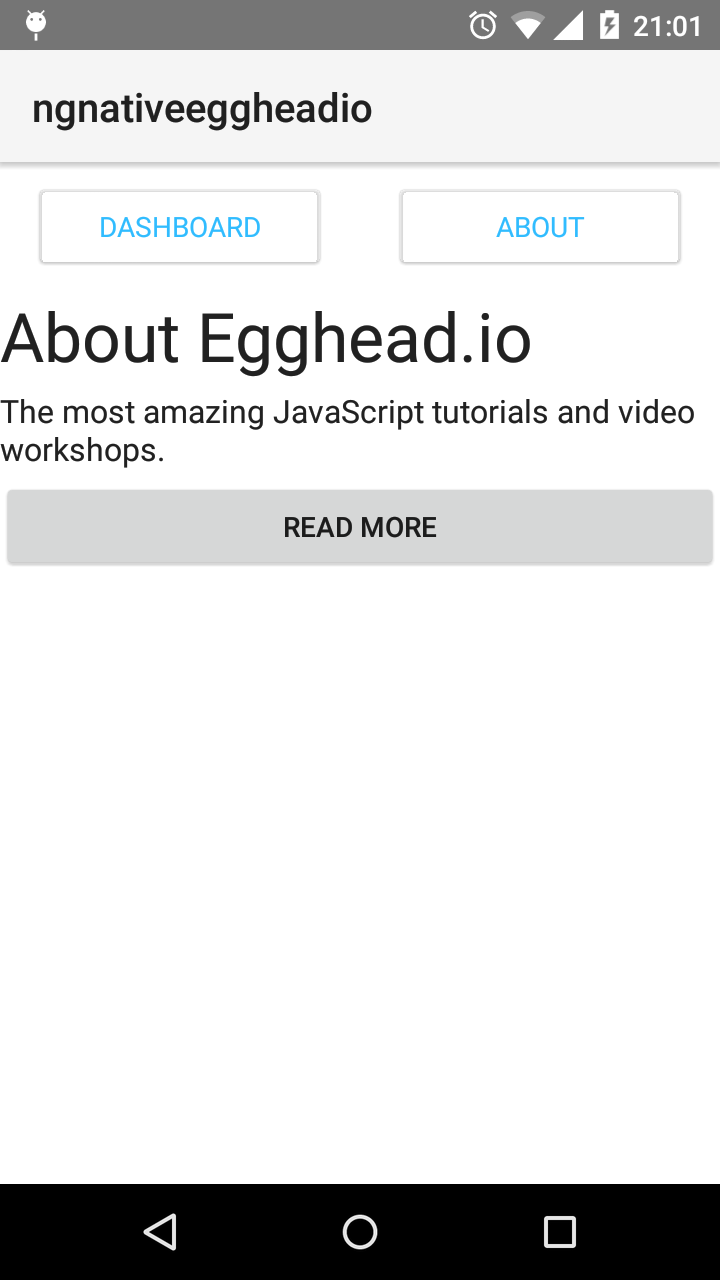 21:01
ngnativeeggheadio
DASHBOARD ABOUT
About Egghead.io
The most amazing JavaScript tutorials and video
workshops.
READ MORE